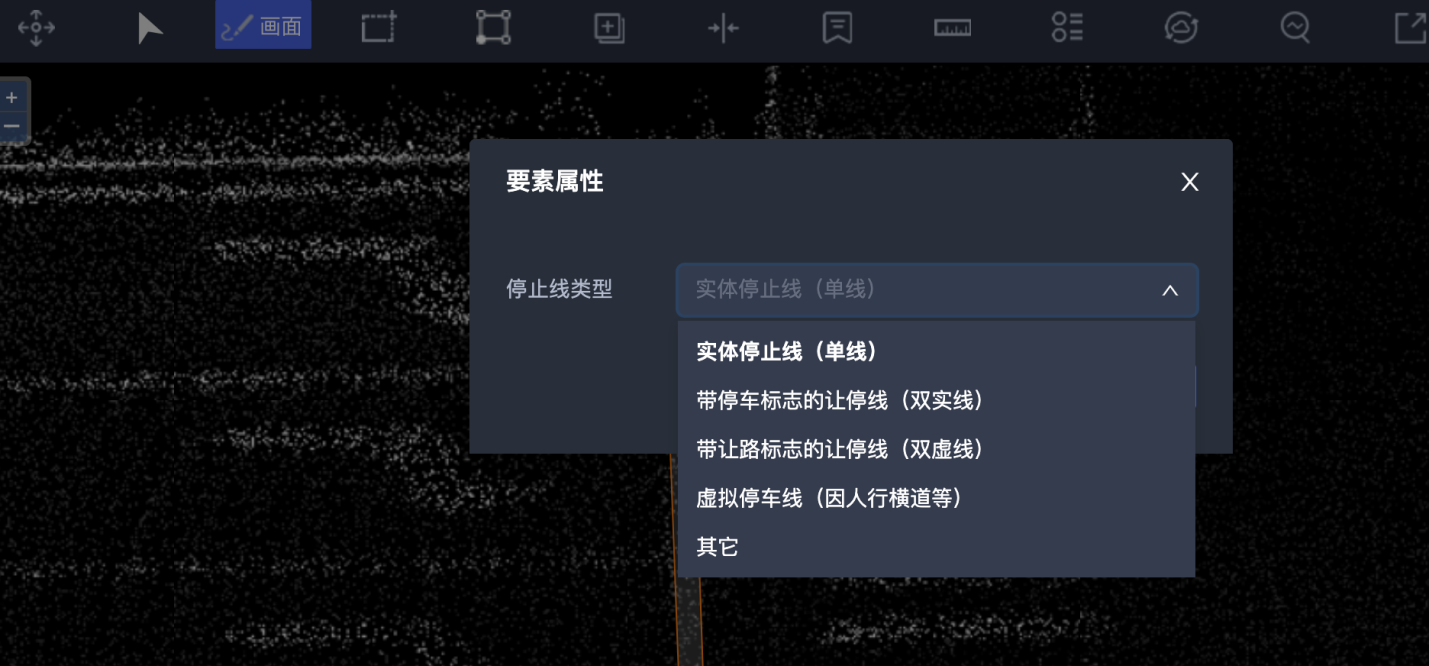 画面
+
−
要素属性
X
停止线类型
实体停止线（单线）
实体停止线（单线）
带停车标志的让停线（双实线）
带让路标志的让停线（双虚线）
虚拟停车线（因人行横道等）
其它